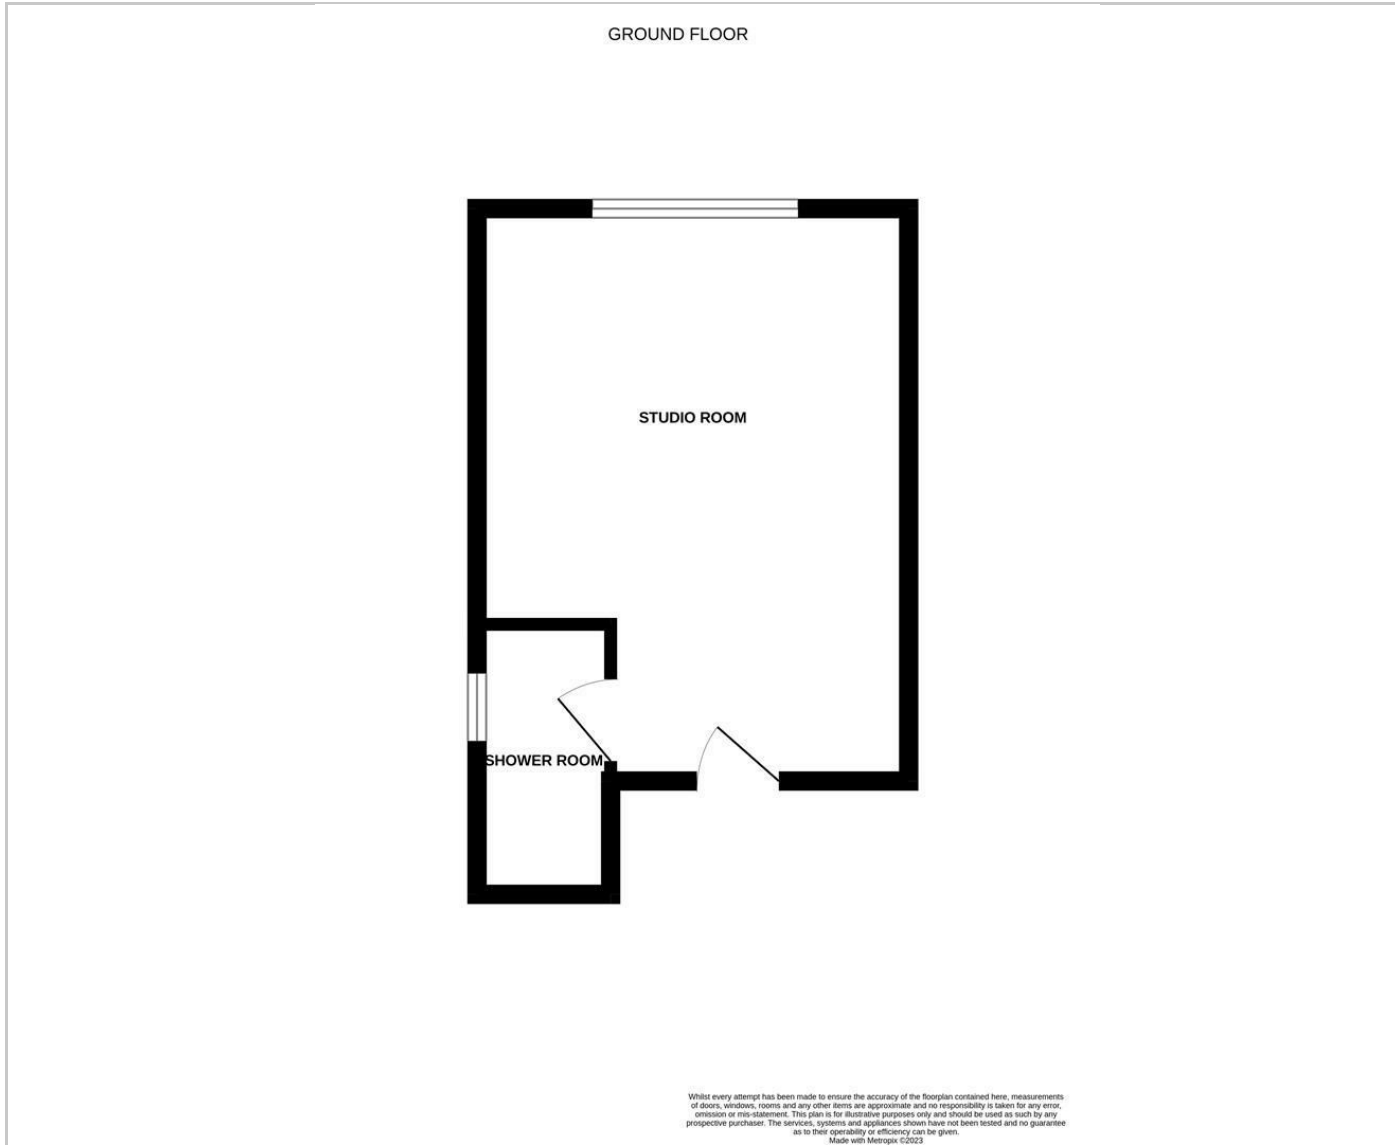 GROUND FLOOR
STUDIO ROOM
SHOWER ROOM
Whilst every attempt has been made to ensure the accuracy of the floorplan contained here, measurements
of doors, windows, rooms and any other items are approximate and no responsibility is taken for any error,
omission or mis-statement. This plan is for illustrative purposes only and should be used as such by any
prospective purchaser. The services, systems and appliances shown have not been tested and no guarantee
as to their operability or efficiency can be given.
Made with Metropix ©2023